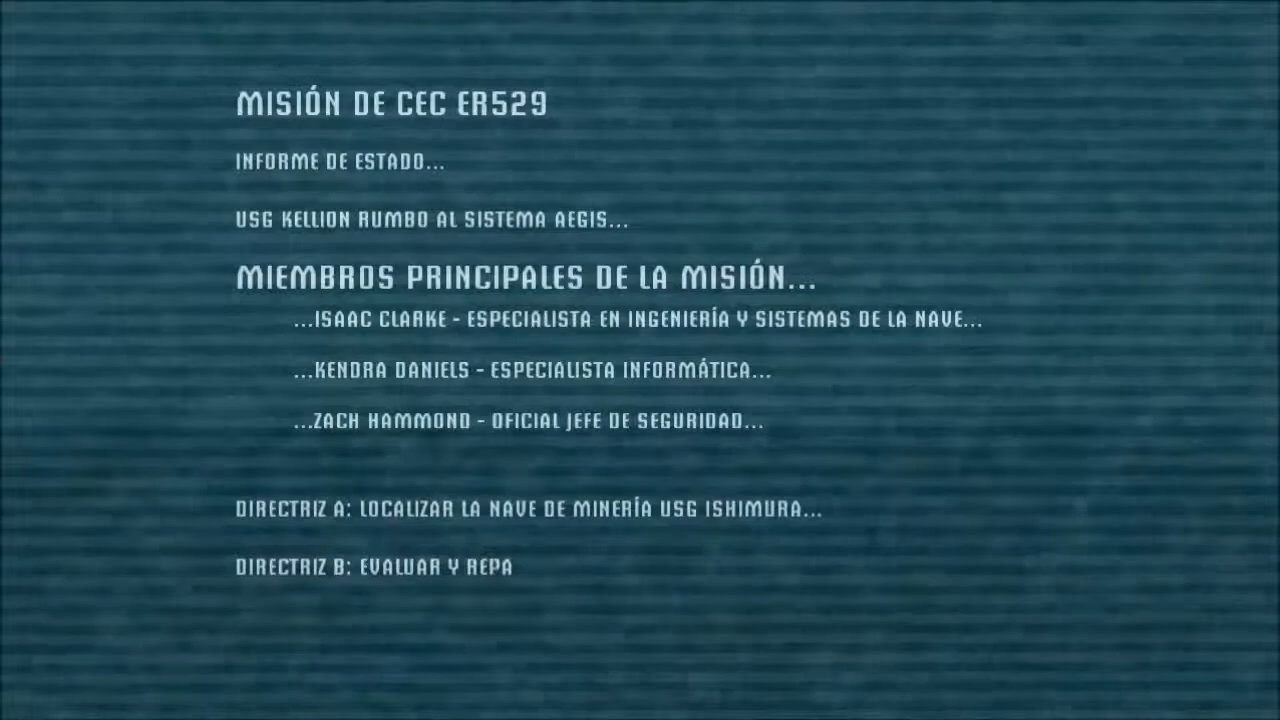 MISIÓN DE CEC ER529
INFORME DE ESTADO...
USG KELLION RUMBO AL SISTEMA AEGIS...
MIEMBROS PRINCIPALES DE LA MISIÓN...
...ISAAC CLARKE - ESPECIALISTA EN INGENIERÍA Y SISTEMAS DE LA NAVE...
...KENDRA DANIELS - ESPECIALISTA INFORMÁTICA...
...ZACH HAMMOND - OFICIAL JEFE DE SEGURIDAD...
DIRECTRIZ A: LOCALIZAR LA NAVE DE MINERÍA USG ISHIMURA...
DIRECTRIZ B: EVALUAR Y REPA